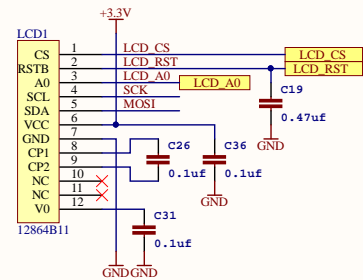 +3.3V
LCD1
CS 1 LCD_CS LCD_CS
RSTB 2 LCD_RST LCD_RST
A0 3 LCD_A0 LCD_A0
SCL 4 SCK
SDA 5 MOSI
VCC 6
GND 7
CP1 8
CP2 9
NC 10
NC 11
V0 12
12864B11
C19
0.47uf
GND
C26
0.1uf
C36
0.1uf
GND
C31
0.1uf
GND GND